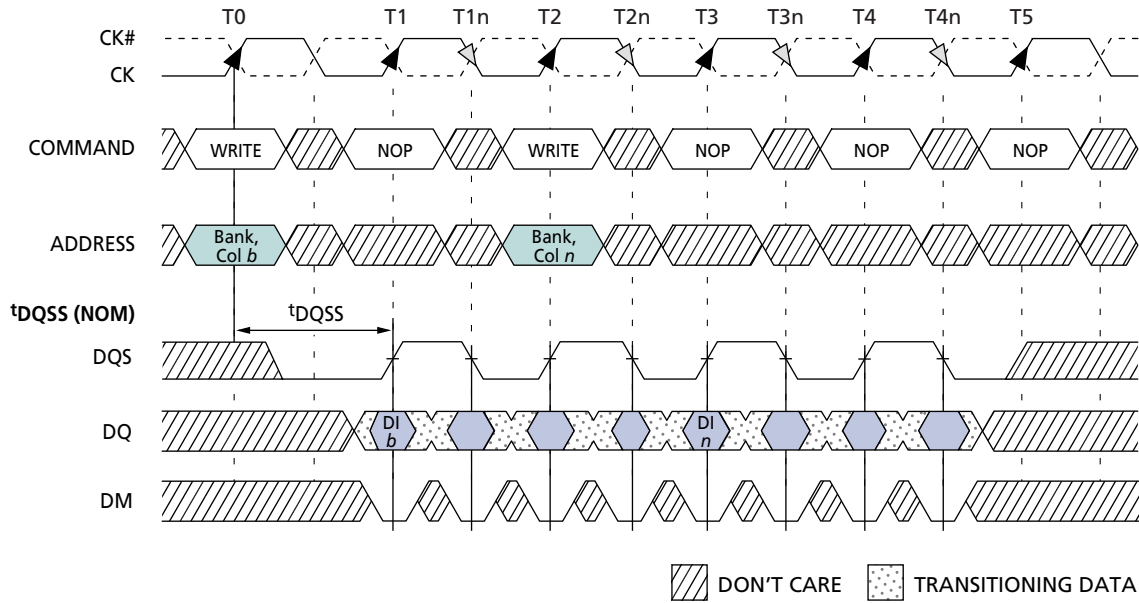 T0 T1 T1n T2 T2n T3 T3n T4 T4n T5
CK#
CK
COMMAND WRITE NOP WRITE NOP NOP NOP
ADDRESS Bank, Col b Bank, Col n
tDQSS (NOM) tDQSS
DQS
DQ DI b DI n
DM
DON'T CARE TRANSITIONING DATA